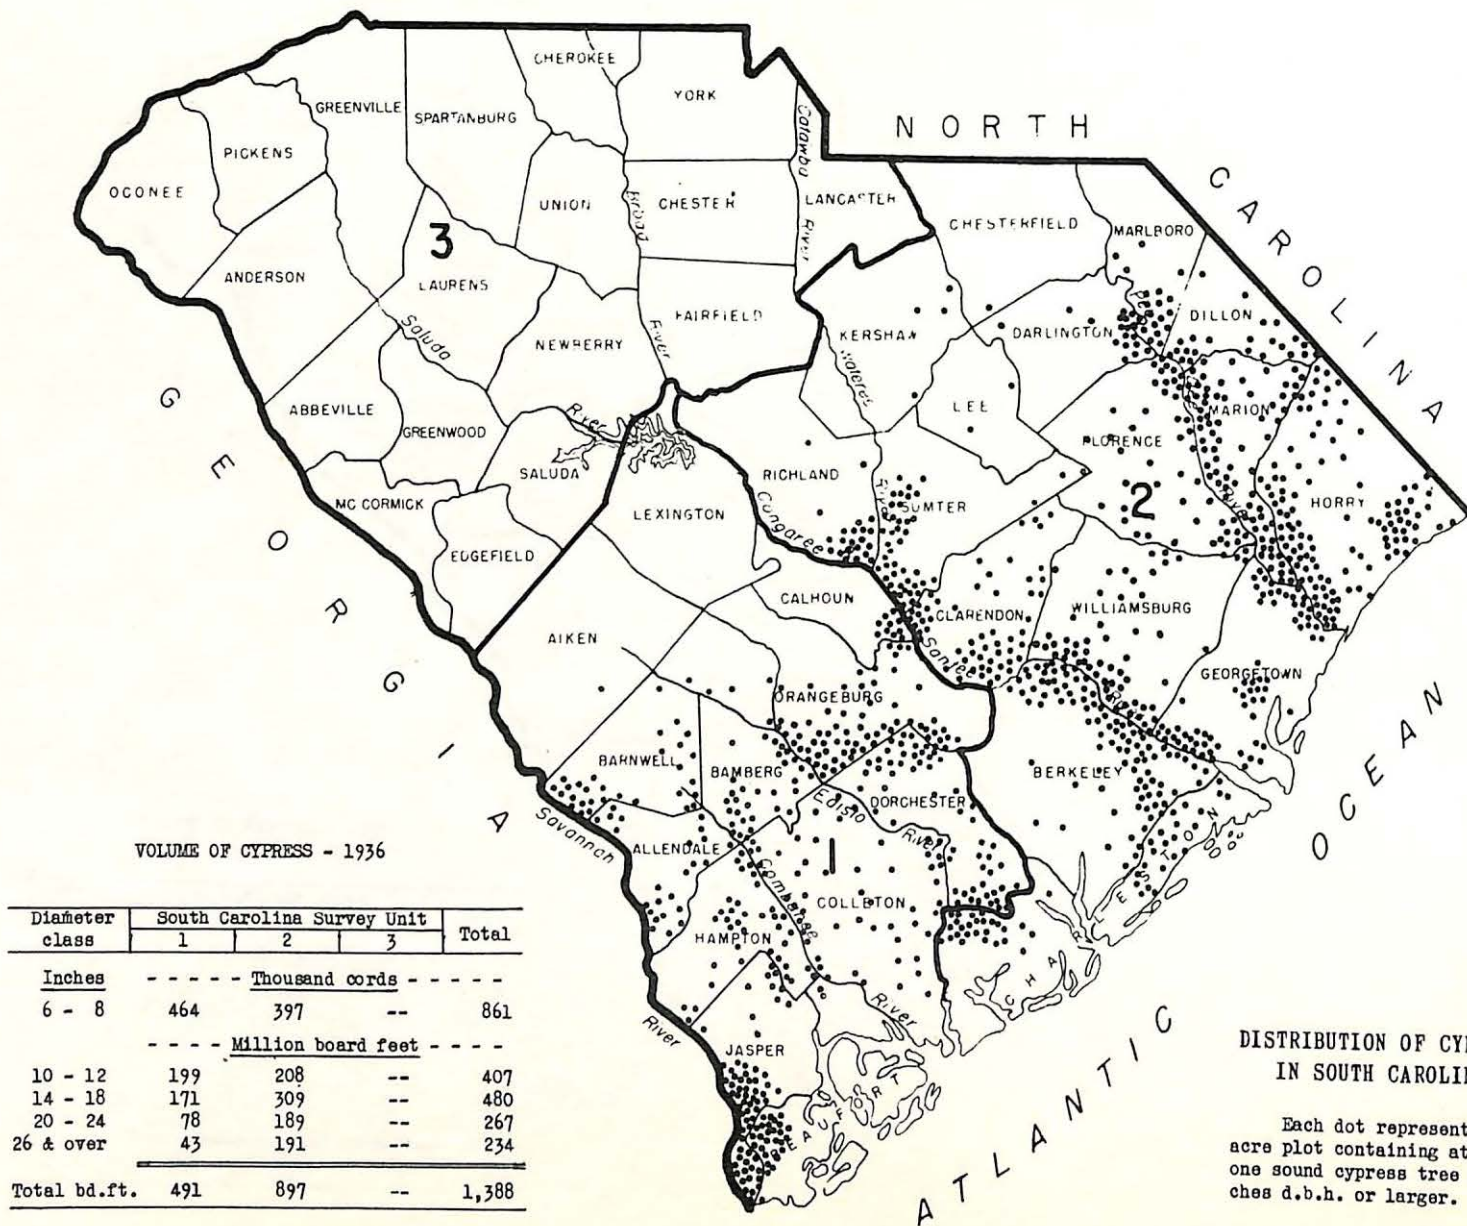 NORTH
CAROLINA
GEORGIA
ATLANTIC
OCEAN
CHEROKEE
YORK
GREENVILLE
SPARTANBURG
PICKENS
OCONEE
UNION
Broad
CHESTER
Catawba
River
LANCASTER
CHESTERFIELD
MARLBORO
3
ANDERSON
LAURENS
Saluda
NEWBERRY
FAIRFIELD
River
KERSHAW
Wateree
DARLINGTON
DILLON
ABBEVILLE
GREENWOOD
River
LEE
MARION
FLORENCE
SALUDA
RICHLAND
River
SUMTER
2
River
HORRY
MC CORMICK
LEXINGTON
Congaree
EDGEFIELD
CALHOUN
CLARENDON
WILLIAMSBURG
AIKEN
Santee
GEORGETOWN
ORANGEBURG
River
BARNWELL
BAMBERG
BERKELEY
Edisto
DORCHESTER
River
Savannah
ALLENDALE
1
Combahee
COLLETON
CHARLESTON
HAMPTON
River
River
JASPER
BEAUFORT
VOLUME OF CYPRESS - 1936
Diameter class South Carolina Survey Unit Total
1 2 3
Inches - - - - - Thousand cords - - - - -
6 - 8 464 397 -- 861
- - - - Million board feet - - - -
10 - 12 199 208 -- 407
14 - 18 171 309 -- 480
20 - 24 78 189 -- 267
26 & over 43 191 -- 234
Total bd.ft. 491 897 -- 1,388
DISTRIBUTION OF CY
IN SOUTH CAROLI
Each dot represent
acre plot containing at
one sound cypress tree
ches d.b.h. or larger.